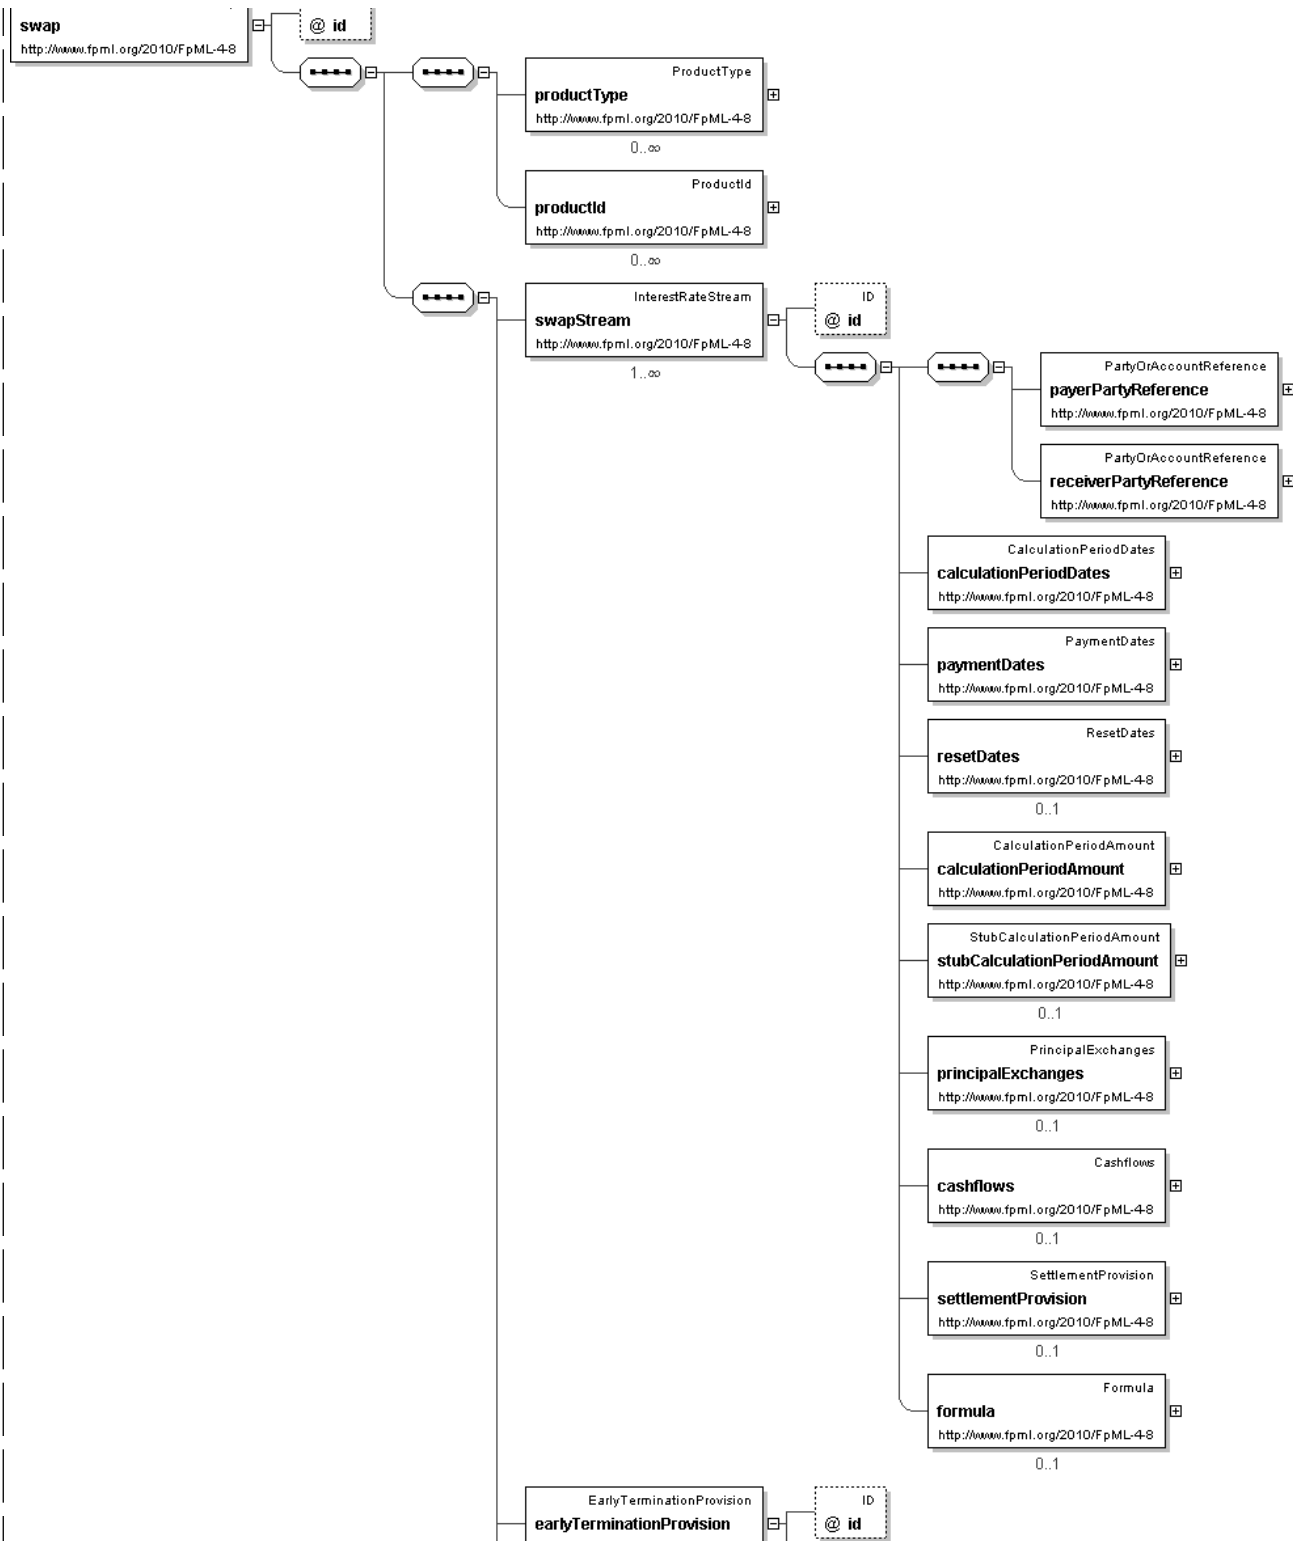 swap
http://www.fpml.org/2010/FpML-4-8
@ id
ProductType
productType
http://www.fpml.org/2010/FpML-4-8
0..∞
ProductId
productId
http://www.fpml.org/2010/FpML-4-8
0..∞
InterestRateStream
swapStream
http://www.fpml.org/2010/FpML-4-8
1..∞
ID
@ id
PartyOrAccountReference
payerPartyReference
http://www.fpml.org/2010/FpML-4-8
PartyOrAccountReference
receiverPartyReference
http://www.fpml.org/2010/FpML-4-8
CalculationPeriodDates
calculationPeriodDates
http://www.fpml.org/2010/FpML-4-8
PaymentDates
paymentDates
http://www.fpml.org/2010/FpML-4-8
ResetDates
resetDates
http://www.fpml.org/2010/FpML-4-8
0..1
CalculationPeriodAmount
calculationPeriodAmount
http://www.fpml.org/2010/FpML-4-8
StubCalculationPeriodAmount
stubCalculationPeriodAmount
http://www.fpml.org/2010/FpML-4-8
0..1
PrincipalExchanges
principalExchanges
http://www.fpml.org/2010/FpML-4-8
0..1
Cashflows
cashflows
http://www.fpml.org/2010/FpML-4-8
0..1
SettlementProvision
settlementProvision
http://www.fpml.org/2010/FpML-4-8
0..1
Formula
formula
http://www.fpml.org/2010/FpML-4-8
0..1
EarlyTerminationProvision
earlyTerminationProvision
ID
@ id